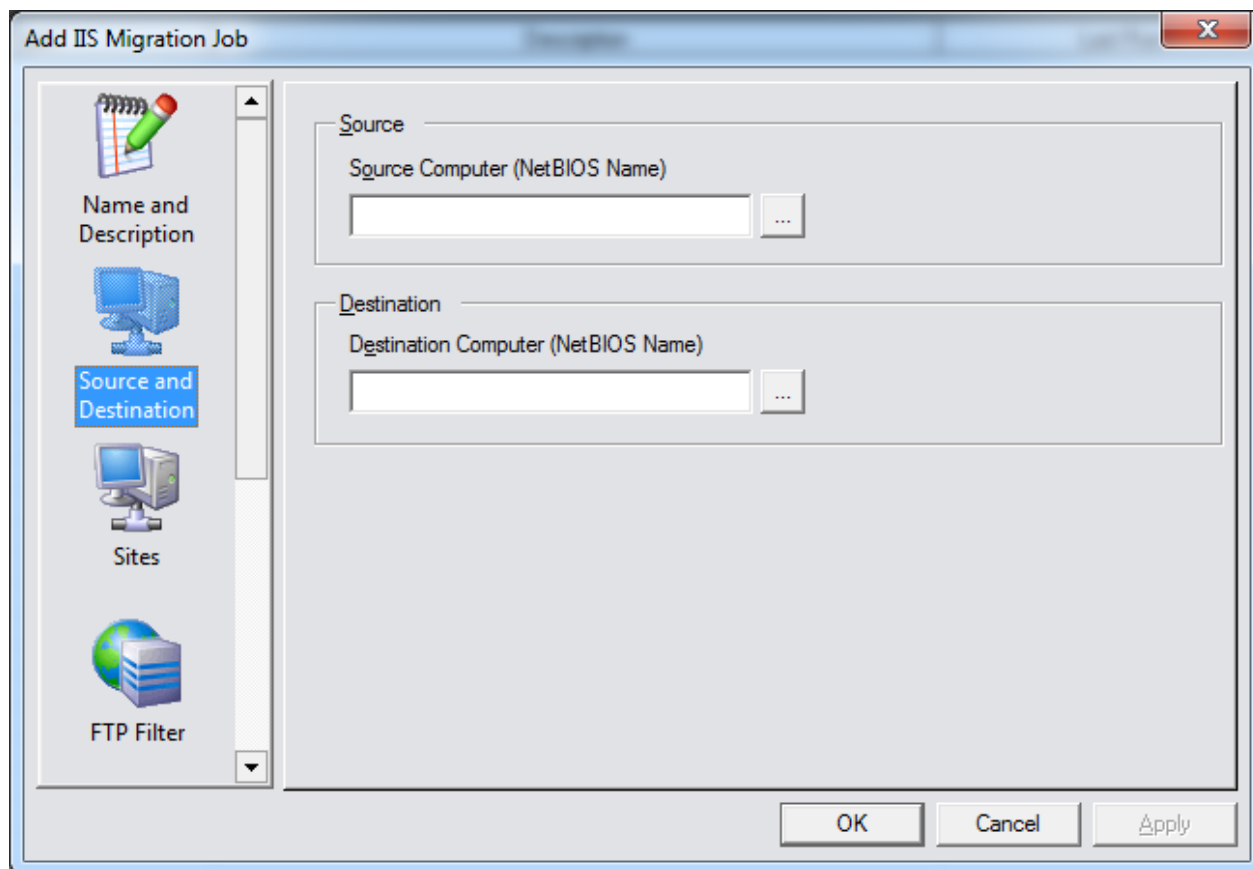 Add IIS Migration Job
Name and
Description
Source and
Destination
Sites
FTP Filter
Source
Source Computer (NetBIOS Name)
...
Destination
Destination Computer (NetBIOS Name)
...
OK
Cancel
Apply